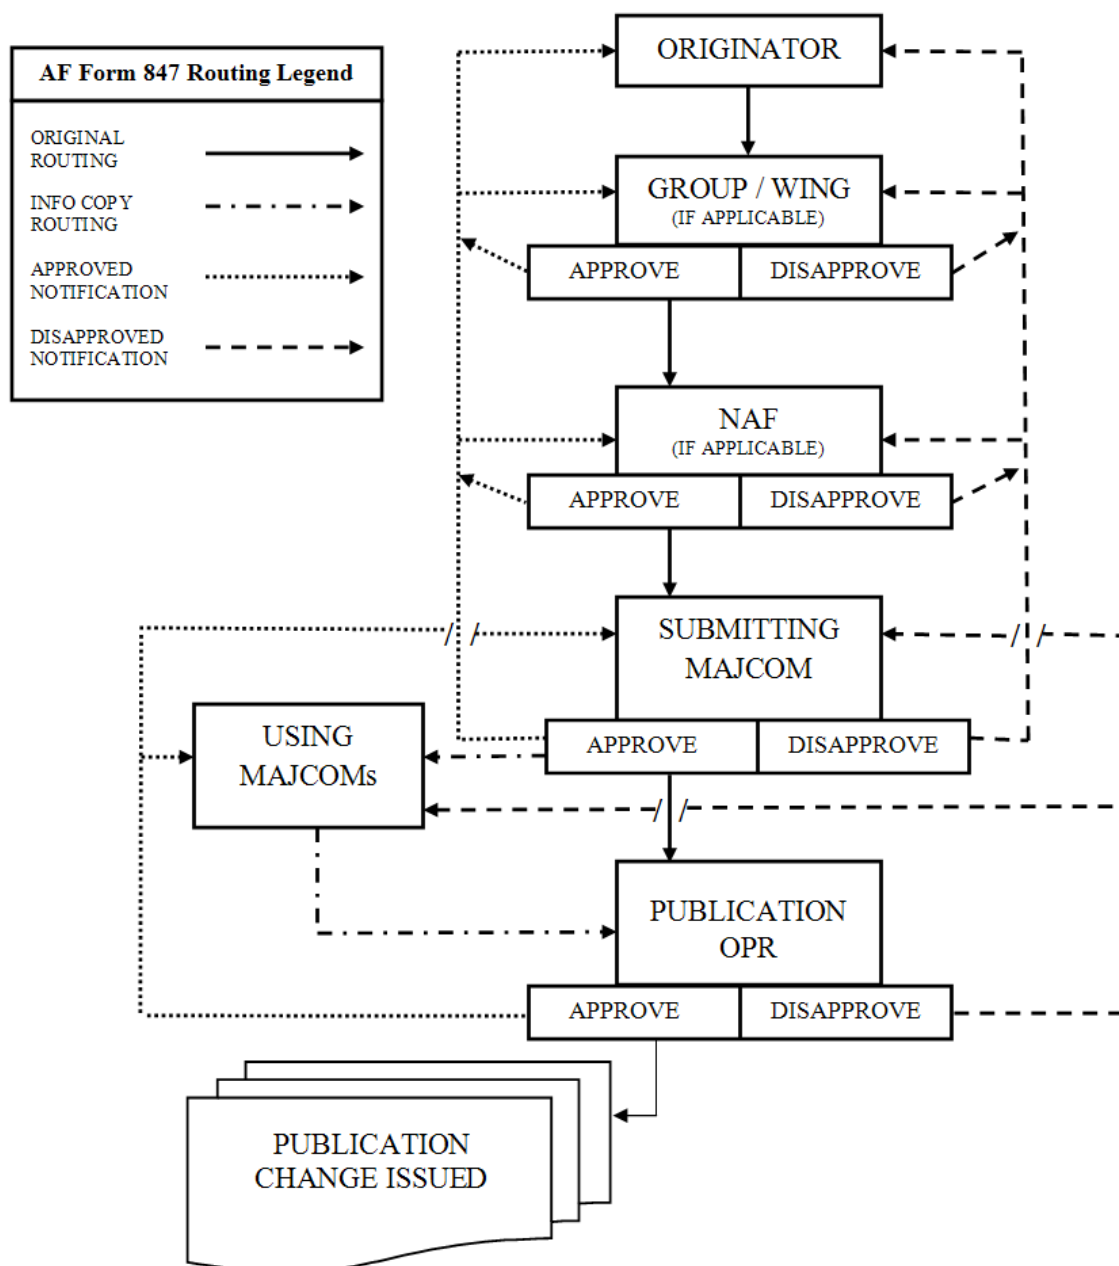 AF Form 847 Routing Legend
ORIGINAL
ROUTING
INFO COPY
ROUTING
APPROVED
NOTIFICATION
DISAPPROVED
NOTIFICATION
ORIGINATOR
GROUP / WING
(IF APPLICABLE)
APPROVE
DISAPPROVE
NAF
(IF APPLICABLE)
APPROVE
DISAPPROVE
SUBMITTING
MAJCOM
APPROVE
DISAPPROVE
USING
MAJCOMs
PUBLICATION
OPR
APPROVE
DISAPPROVE
PUBLICATION
CHANGE ISSUED